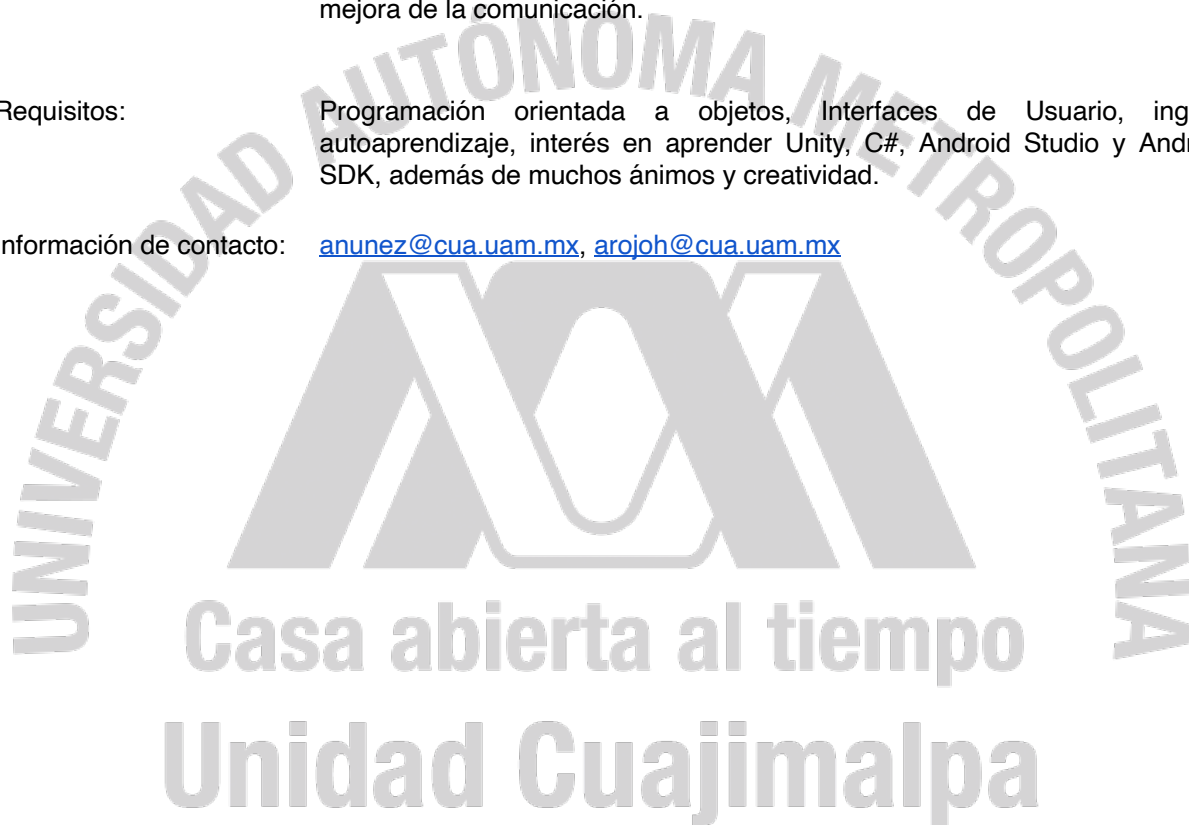 mejora de la comunicación.
Requisitos: Programación orientada a objetos, Interfaces de Usuario, ing
autoaprendizaje, interés en aprender Unity, C#, Android Studio y Andr
SDK, además de muchos ánimos y creatividad.
nformación de contacto: anunez@cua.uam.mx, arojoh@cua.uam.mx
UNIVERSIDAD AUTÓNOMA METROPOLITANA
Casa abierta al tiempo
Unidad Cuajimalpa